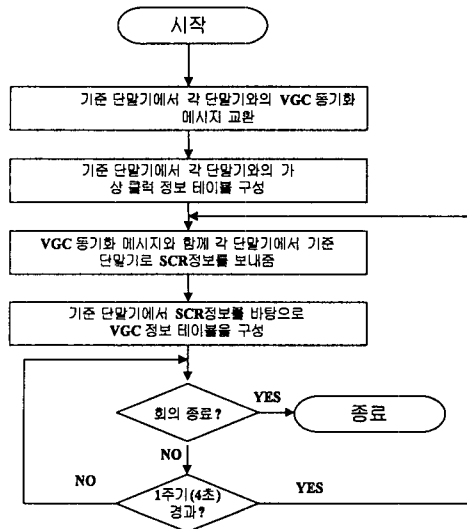 시작
기준 단말기에서 각 단말기와의 VGC 동기화
메시지 교환
기준 단말기에서 각 단말기와의 가
상 클럭 정보 테이블 구성
VGC 동기화 메시지와 함께 각 단말기에서 기준
단말기로 SCR정보를 보내줌
기준 단말기에서 SCR정보를 바탕으로
VGC 정보 테이블을 구성
회의 종료?
YES
종료
NO
1주기(4초)
경과?
NO
YES